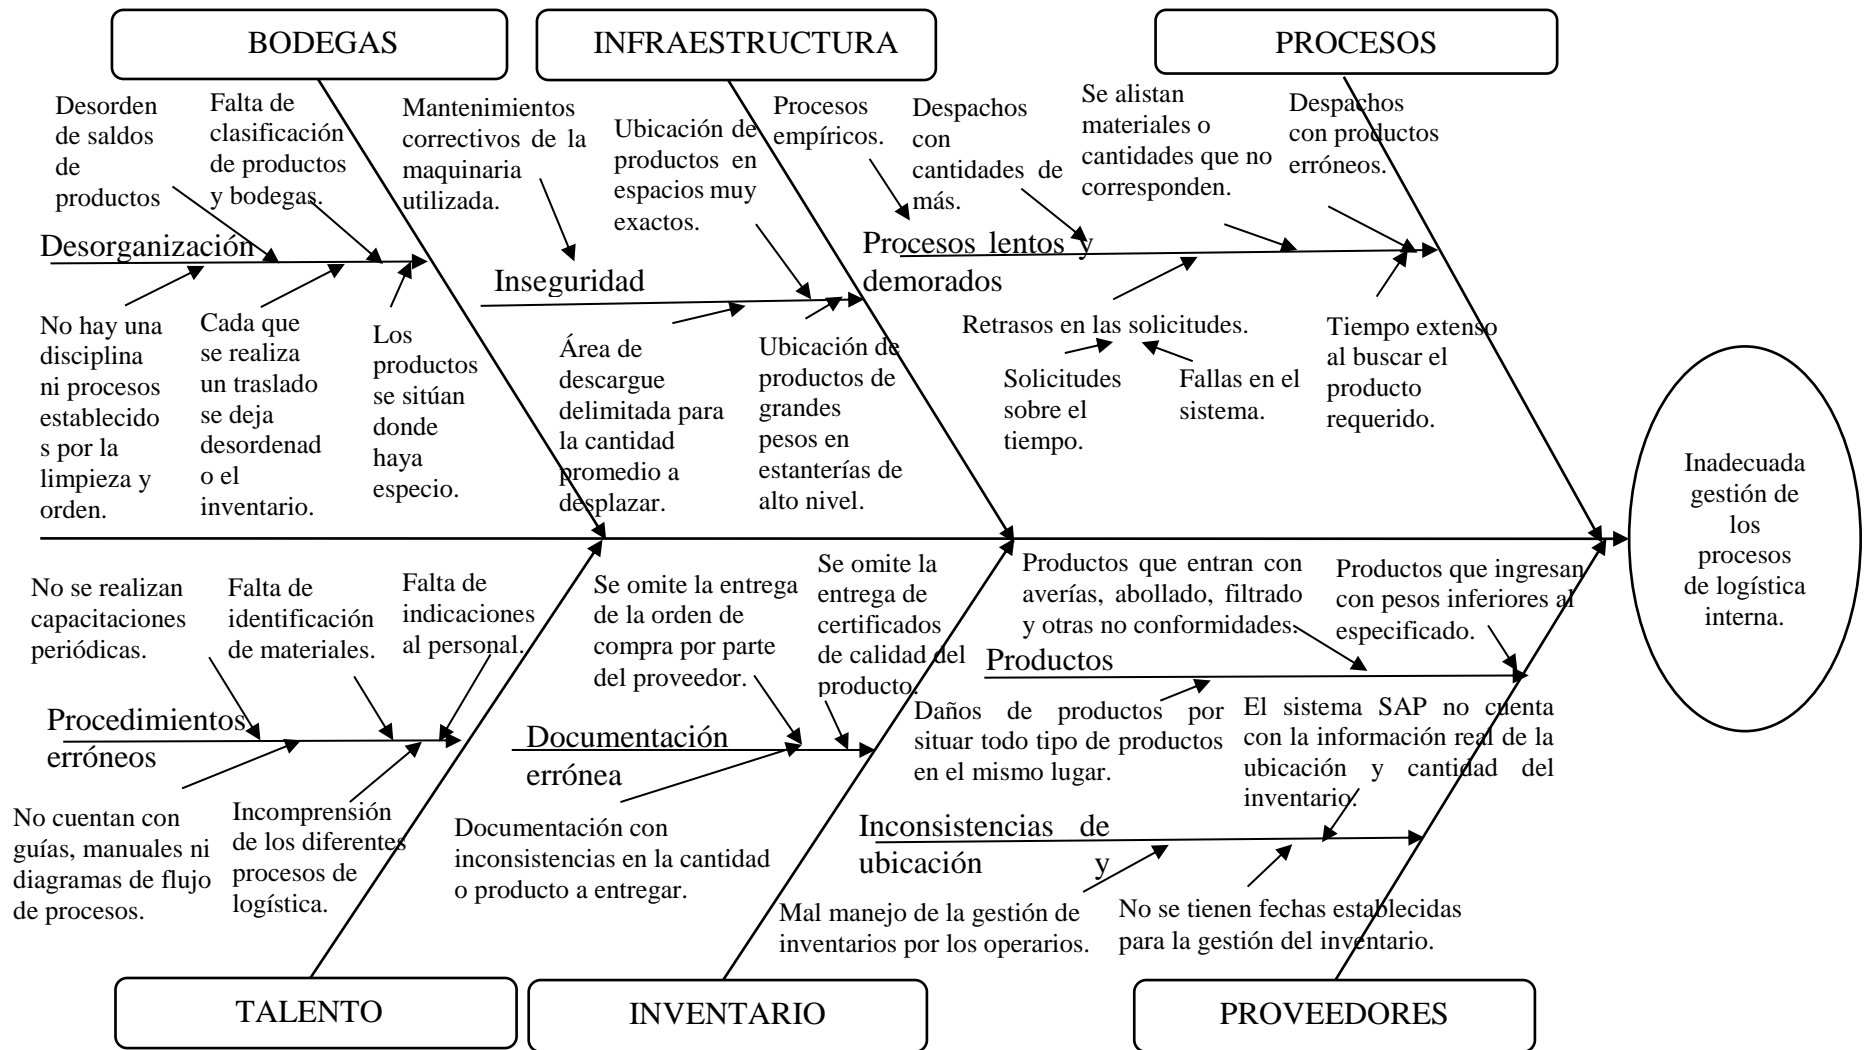 BODEGAS
INFRAESTRUCTURA
PROCESOS
Desorden
de saldos
de
productos
Falta de
clasificación
de productos
y bodegas.
Mantenimientos
correctivos de la
maquinaria
utilizada.
Ubicación de
productos en
espacios muy
exactos.
Procesos
empíricos.
Despachos
con
cantidades de
más.
Se alistan
materiales o
cantidades que no
corresponden.
Despachos
con productos
erróneos.
Desorganización
Inseguridad
Procesos lentos y
demorados
No hay una
disciplina
ni procesos
establecido
s por la
limpieza y
orden.
Cada que
se realiza
un traslado
se deja
desordenad
o el
inventario.
Los
productos
se sitúan
donde
haya
especio.
Área de
descargue
delimitada para
la cantidad
promedio a
desplazar.
Ubicación de
productos de
grandes
pesos en
estanterías de
alto nivel.
Retrasos en las solicitudes.
Solicitudes
sobre el
tiempo.
Fallas en el
sistema.
Tiempo extenso
al buscar el
producto
requerido.
Inadecuada
gestión de
los
procesos
de logística
interna.
No se realizan
capacitaciones
periódicas.
Falta de
identificación
de materiales.
Falta de
indicaciones
al personal.
Se omite la entrega
de la orden de
compra por parte
del proveedor.
Se omite la
entrega de
certificados
de calidad del
producto.
Productos que entran con
averías, abollado, filtrado
y otras no conformidades.
Productos que ingresan
con pesos inferiores al
especificado.
Procedimientos
erróneos
Documentación
errónea
Productos
Daños de productos por
situar todo tipo de productos
en el mismo lugar.
El sistema SAP no cuenta
con la información real de la
ubicación y cantidad del
inventario.
No cuentan con
guías, manuales ni
diagramas de flujo
de procesos.
Incomprensión
de los diferentes
procesos de
logística.
Documentación con
inconsistencias en la cantidad
o producto a entregar.
Inconsistencias de
ubicación y
Mal manejo de la gestión de
inventarios por los operarios.
No se tienen fechas establecidas
para la gestión del inventario.
TALENTO
INVENTARIO
PROVEEDORES